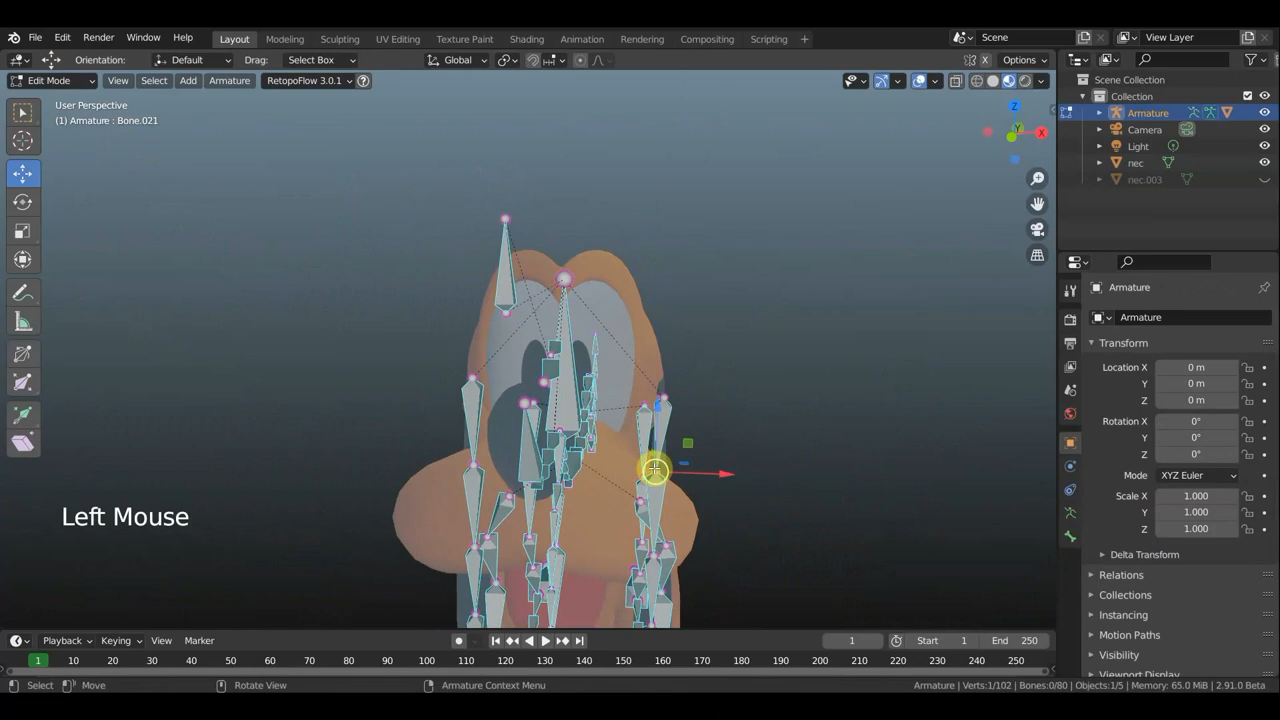 File Edit Render Window Help Layout Modeling Sculpting UV Editing Texture Paint Shading Animation Rendering Compositing Scripting + Scene View Layer
Orientation: Default Drag: Select Box Global X Options
Edit Mode View Select Add Armature RetopoFlow 3.0.1 ?
User Perspective
(1) Armature : Bone.021
Z
Y
X
Scene Collection
Collection
Armature
Camera
Light
nec
nec.003
Armature
Armature
Transform
Location X 0 m
Y 0 m
Z 0 m
Rotation X 0°
Y 0°
Z 0°
Mode XYZ Euler
Scale X 1.000
Y 1.000
Z 1.000
Delta Transform
Relations
Collections
Instancing
Motion Paths
Visibility
Viewport Display
Left Mouse
Playback Keying View Marker 1 Start 1 End 250
1 10 20 30 40 50 60 70 80 90 100 110 120 130 140 150 160 170 180 190 200 210 220 230 240 250
Select Move Rotate View Armature Context Menu Armature | Verts:1/102 | Bones:0/80 | Objects:1/5 | Memory: 65.0 MiB | 2.91.0 Beta